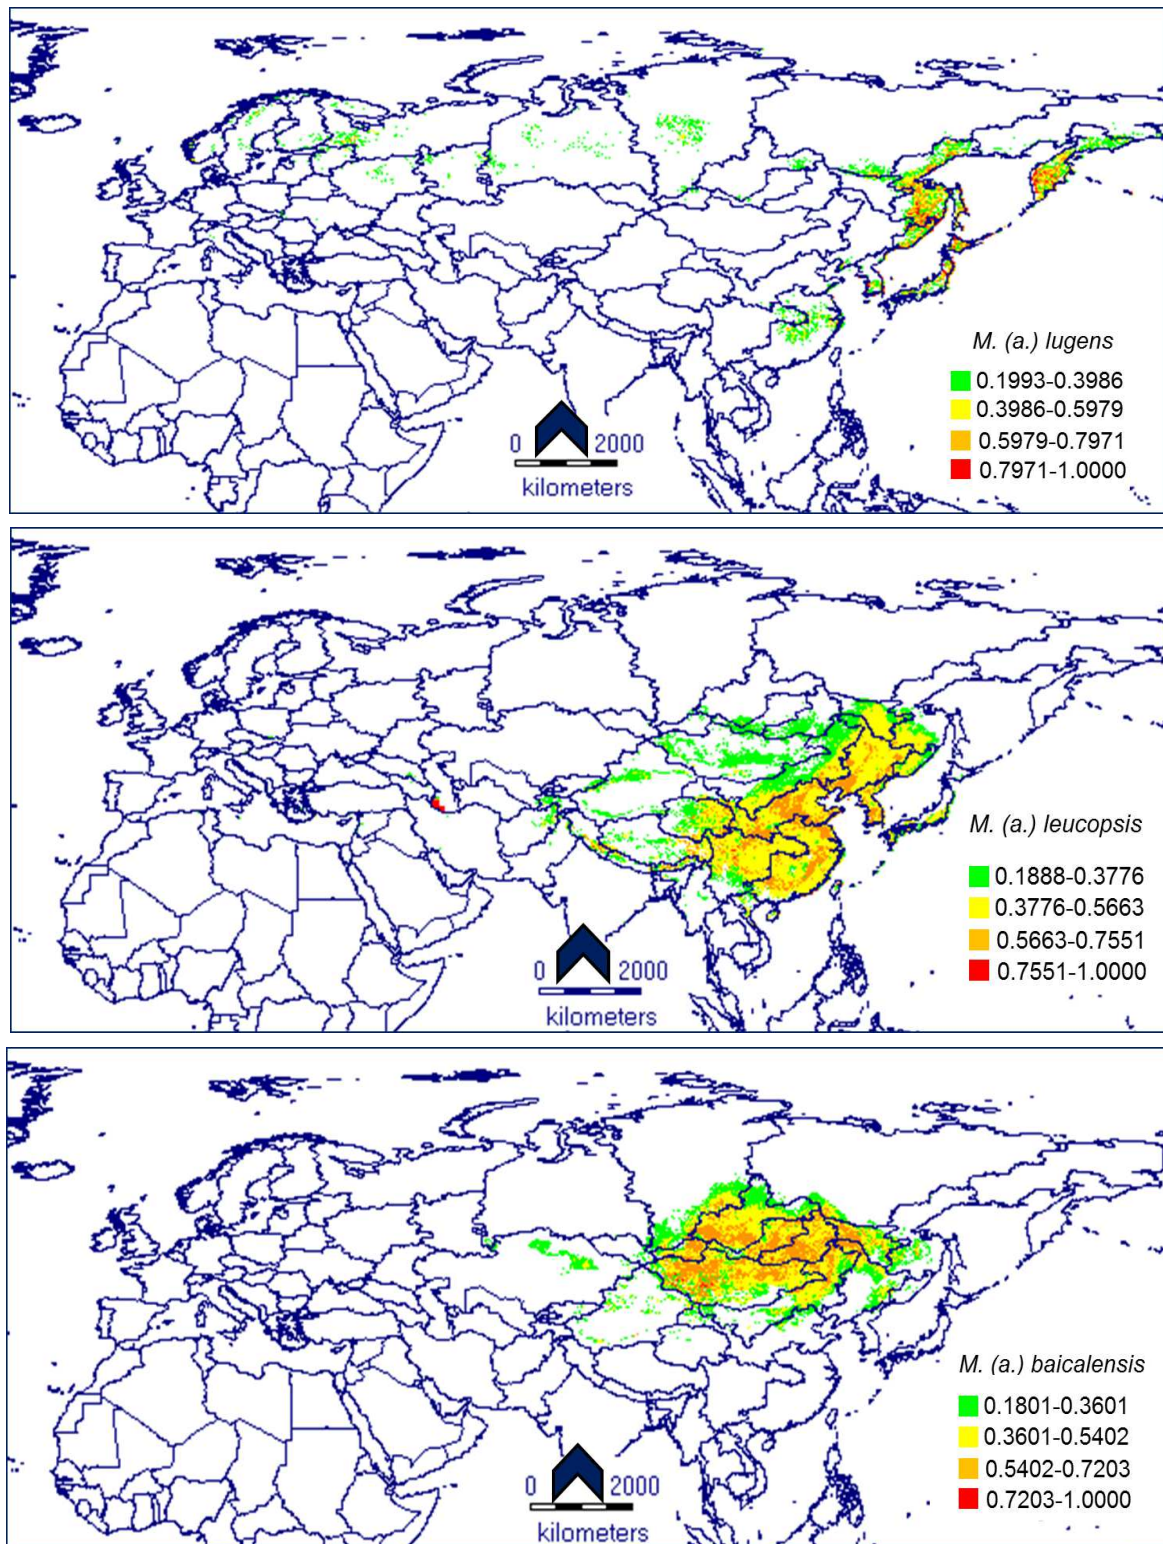 M. (a.) lugens
0.1993-0.3986
0.3986-0.5979
0.5979-0.7971
0.7971-1.0000
0 2000
kilometers
M. (a.) leucopsis
0.1888-0.3776
0.3776-0.5663
0.5663-0.7551
0.7551-1.0000
0 2000
kilometers
M. (a.) baicalensis
0.1801-0.3601
0.3601-0.5402
0.5402-0.7203
0.7203-1.0000
0 2000
kilometers